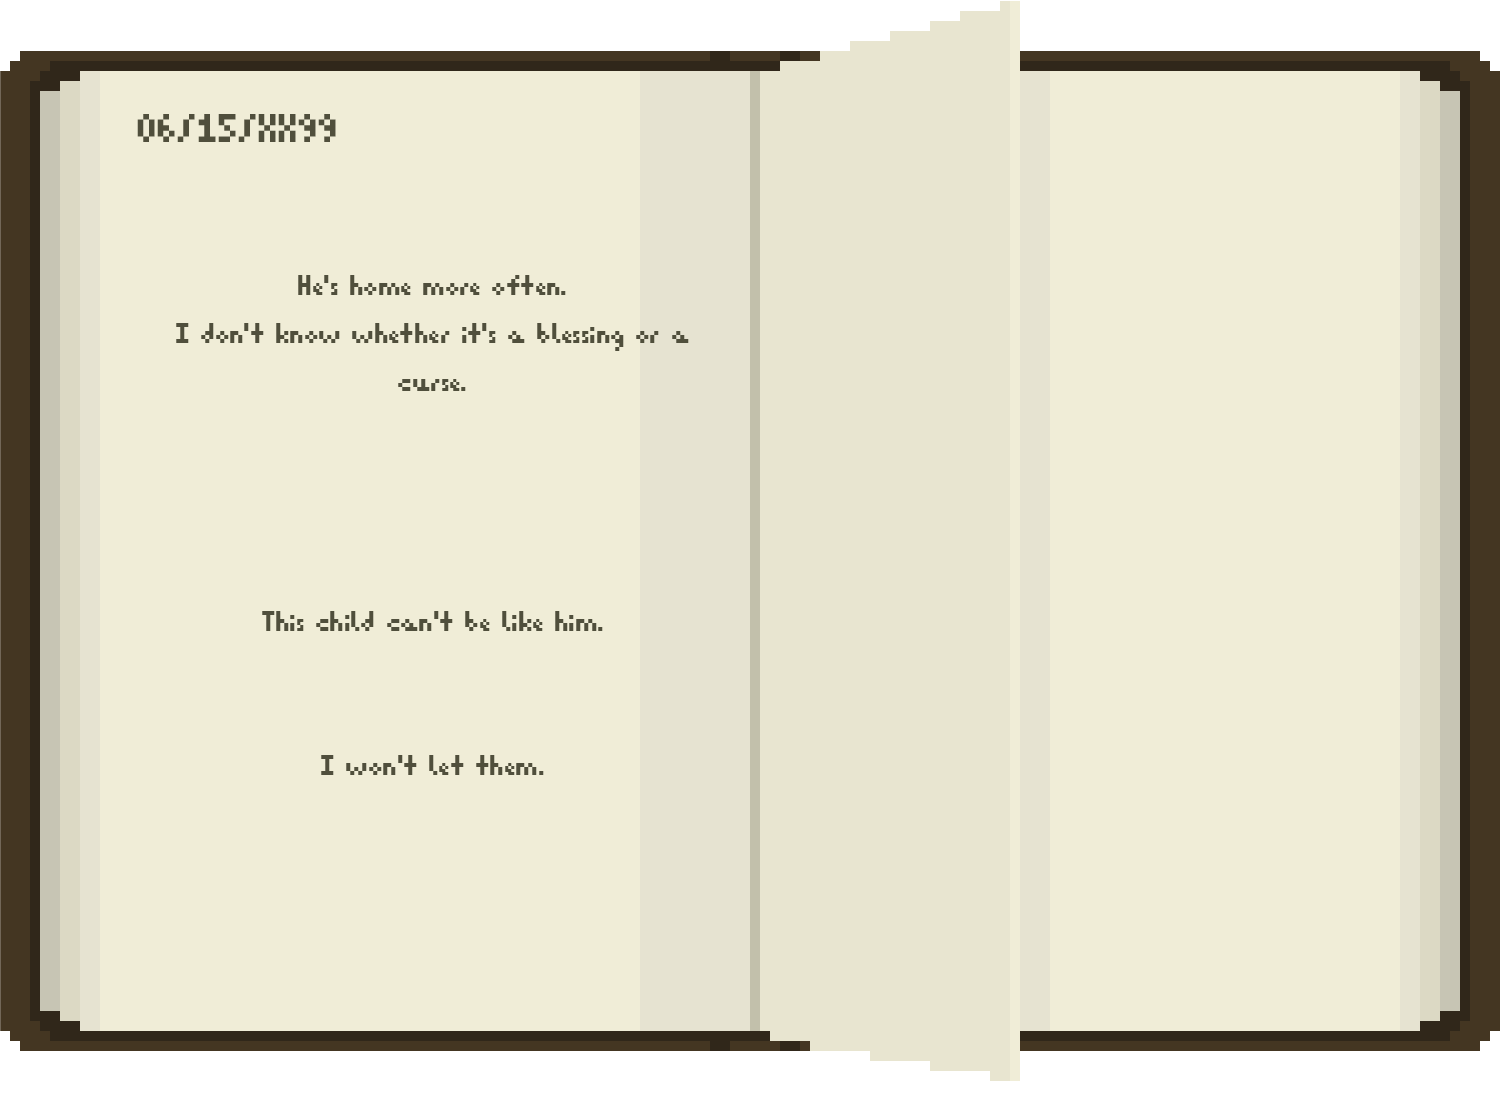 06/15/XX99
He's home more often.
I don't know whether it's a blessing or a
curse.
This child can't be like him.
I won't let them.